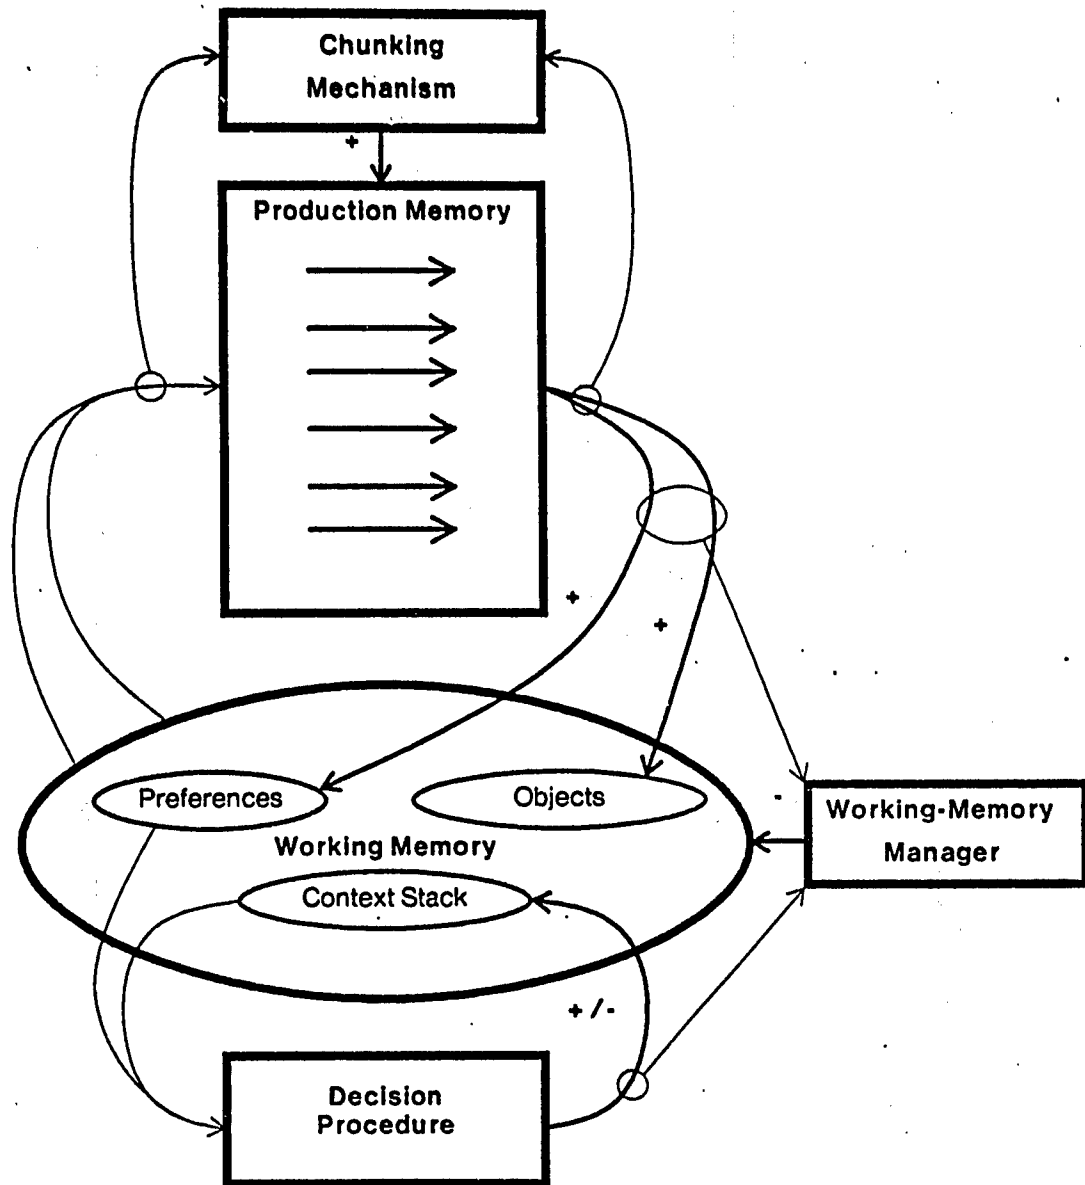 Chunking
Mechanism
+
Production Memory
+
+
Preferences
Objects
-
Working-Memory
Manager
Working Memory
Context Stack
+/-
Decision
Procedure